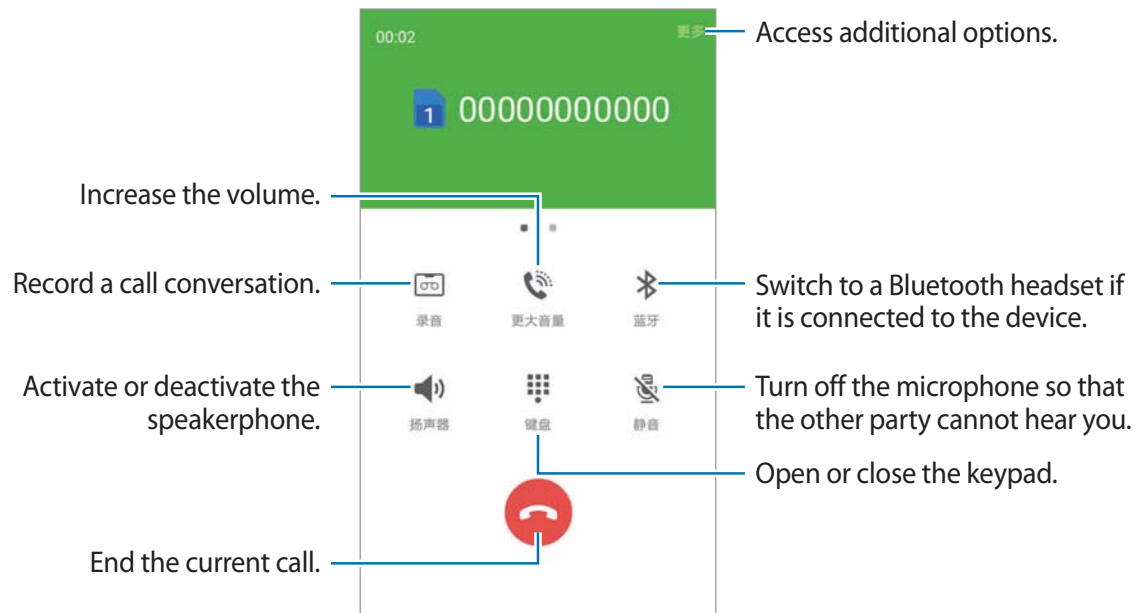 00:02
更多
Access additional options.
1 00000000000
Increase the volume.
Record a call conversation.
录音
更大音量
蓝牙
Switch to a Bluetooth headset if
it is connected to the device.
Activate or deactivate the
speakerphone.
扬声器
键盘
静音
Turn off the microphone so that
the other party cannot hear you.
Open or close the keypad.
End the current call.